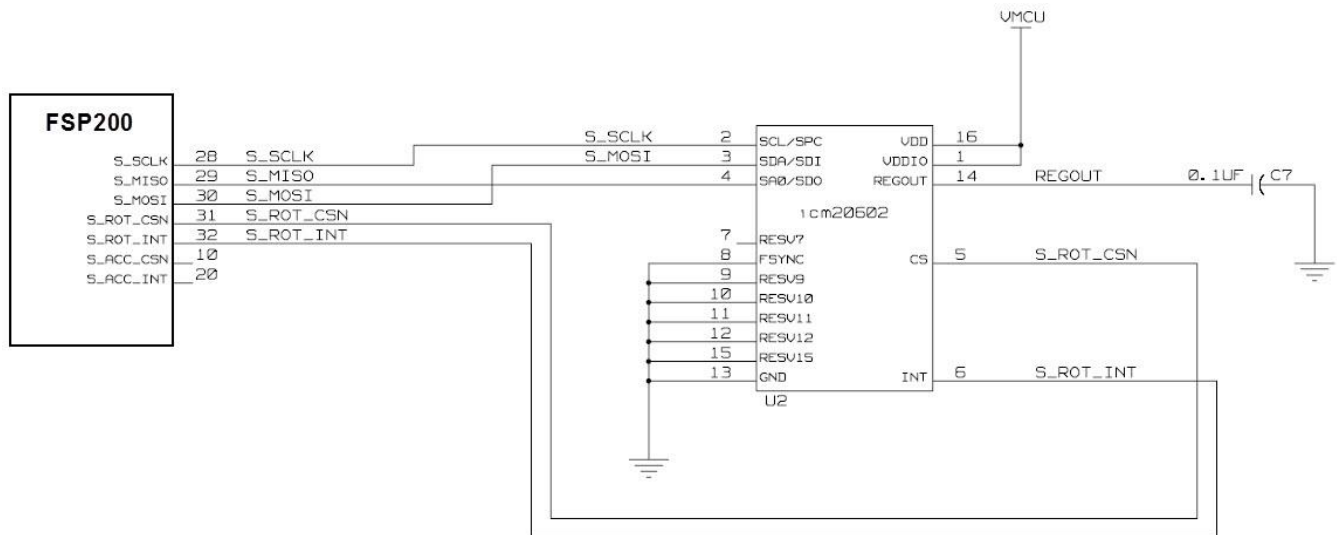 VMCU
FSP200
S_SCLK 28 S_SCLK
S_MISO 29 S_MISO
S_MOSI 30 S_MOSI
S_ROT_CSN 31 S_ROT_CSN
S_ROT_INT 32 S_ROT_INT
S_ACC_CSN 10
S_ACC_INT 20
S_SCLK 2 SCL/SPC VDD 16
S_MOSI 3 SDA/SDI VDDIO 1
4 SA0/SDO REGOUT 14 REGOUT 0.1UF C7
icm20602
7 RESV7
8 FSYNC CS 5 S_ROT_CSN
9 RESV9
10 RESV10
11 RESV11
12 RESV12
15 RESV15
13 GND INT 6 S_ROT_INT
U2